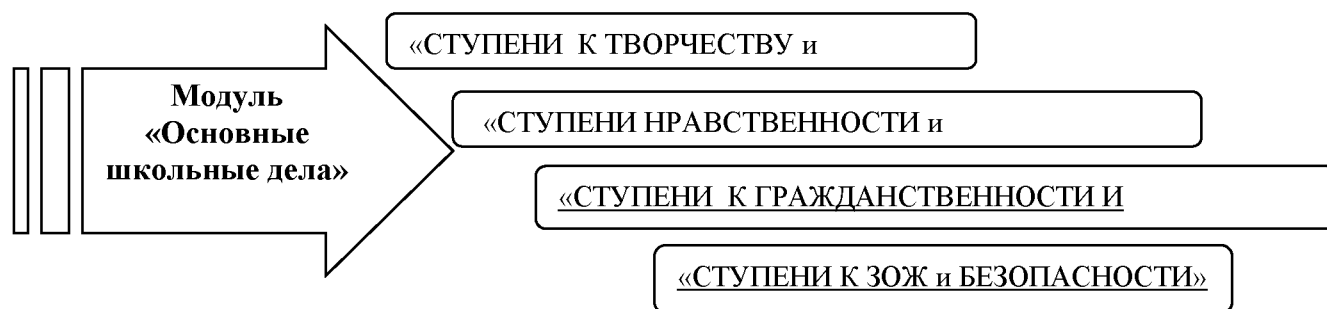 Модуль
«Основные
школьные дела»
«СТУПЕНИ К ТВОРЧЕСТВУ и
«СТУПЕНИ НРАВСТВЕННОСТИ и
«СТУПЕНИ К ГРАЖДАНСТВЕННОСТИ И
«СТУПЕНИ К ЗОЖ и БЕЗОПАСНОСТИ»